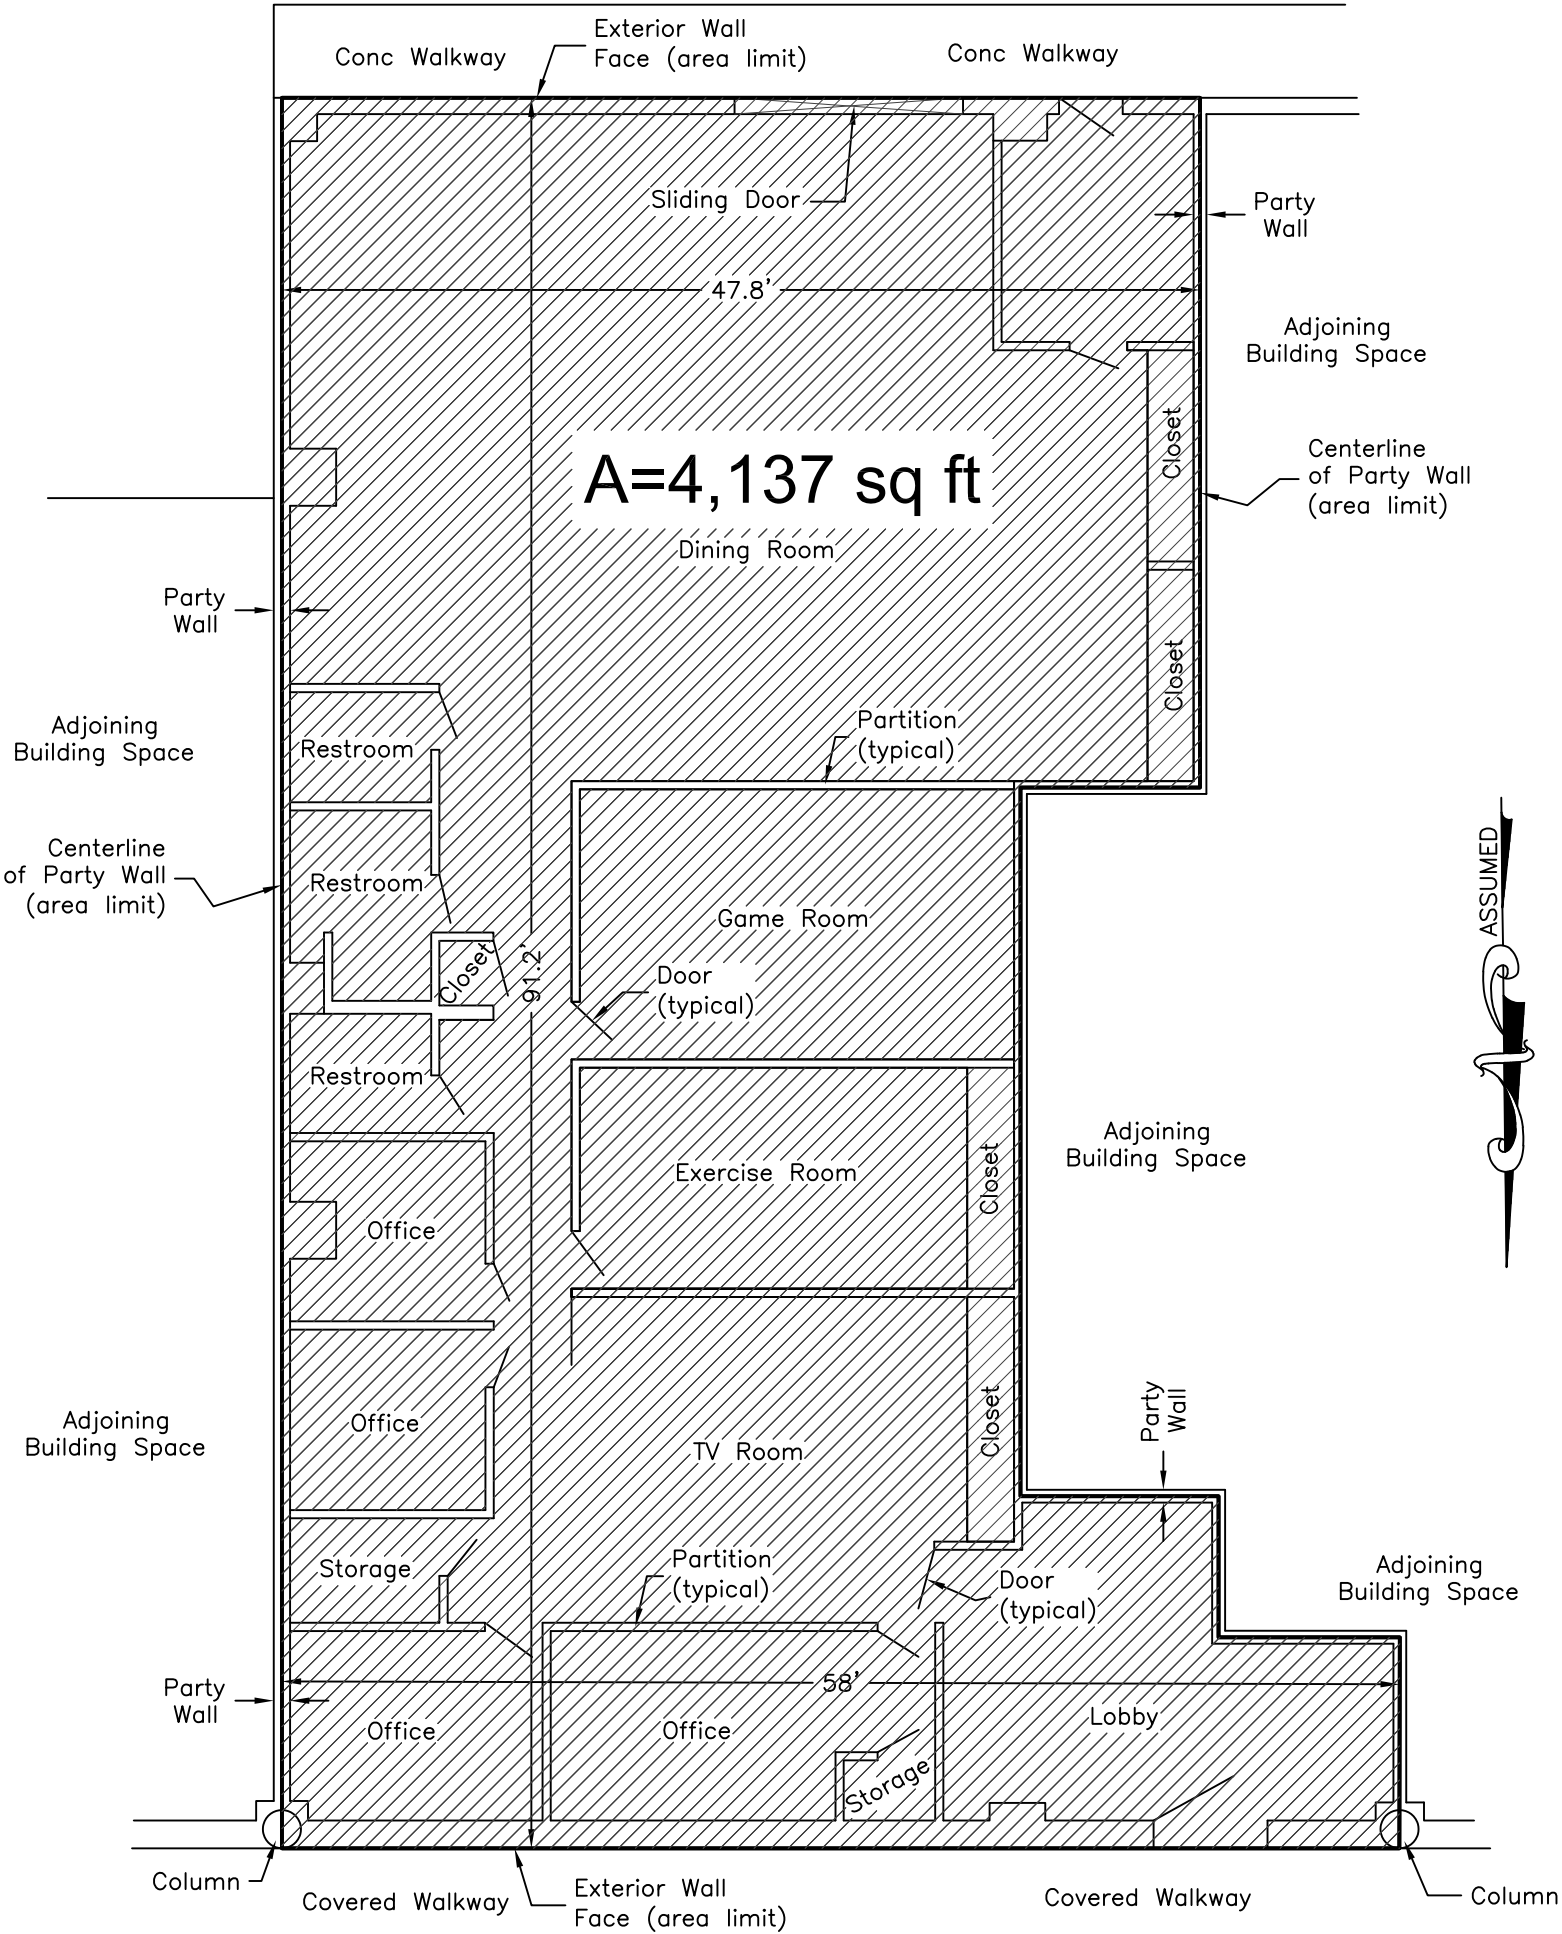 Exterior Wall
Face (area limit)
Conc Walkway
Conc Walkway
Sliding Door
Party
Wall
47.8'
Adjoining
Building Space
Closet
A=4,137 sq ft
Centerline
of Party Wall
(area limit)
Dining Room
Party
Wall
Closet
Adjoining
Building Space
Partition
(typical)
Restroom
Centerline
of Party Wall
(area limit)
Restroom
Game Room
ASSUMED
Closet
91.2'
Door
(typical)
Restroom
Adjoining
Building Space
Exercise Room
Closet
Office
Adjoining
Building Space
Office
TV Room
Closet
Party
Wall
Storage
Partition
(typical)
Door
(typical)
Adjoining
Building Space
Party
Wall
58'
Office
Office
Lobby
Storage
Column
Covered Walkway
Exterior Wall
Face (area limit)
Covered Walkway
Column